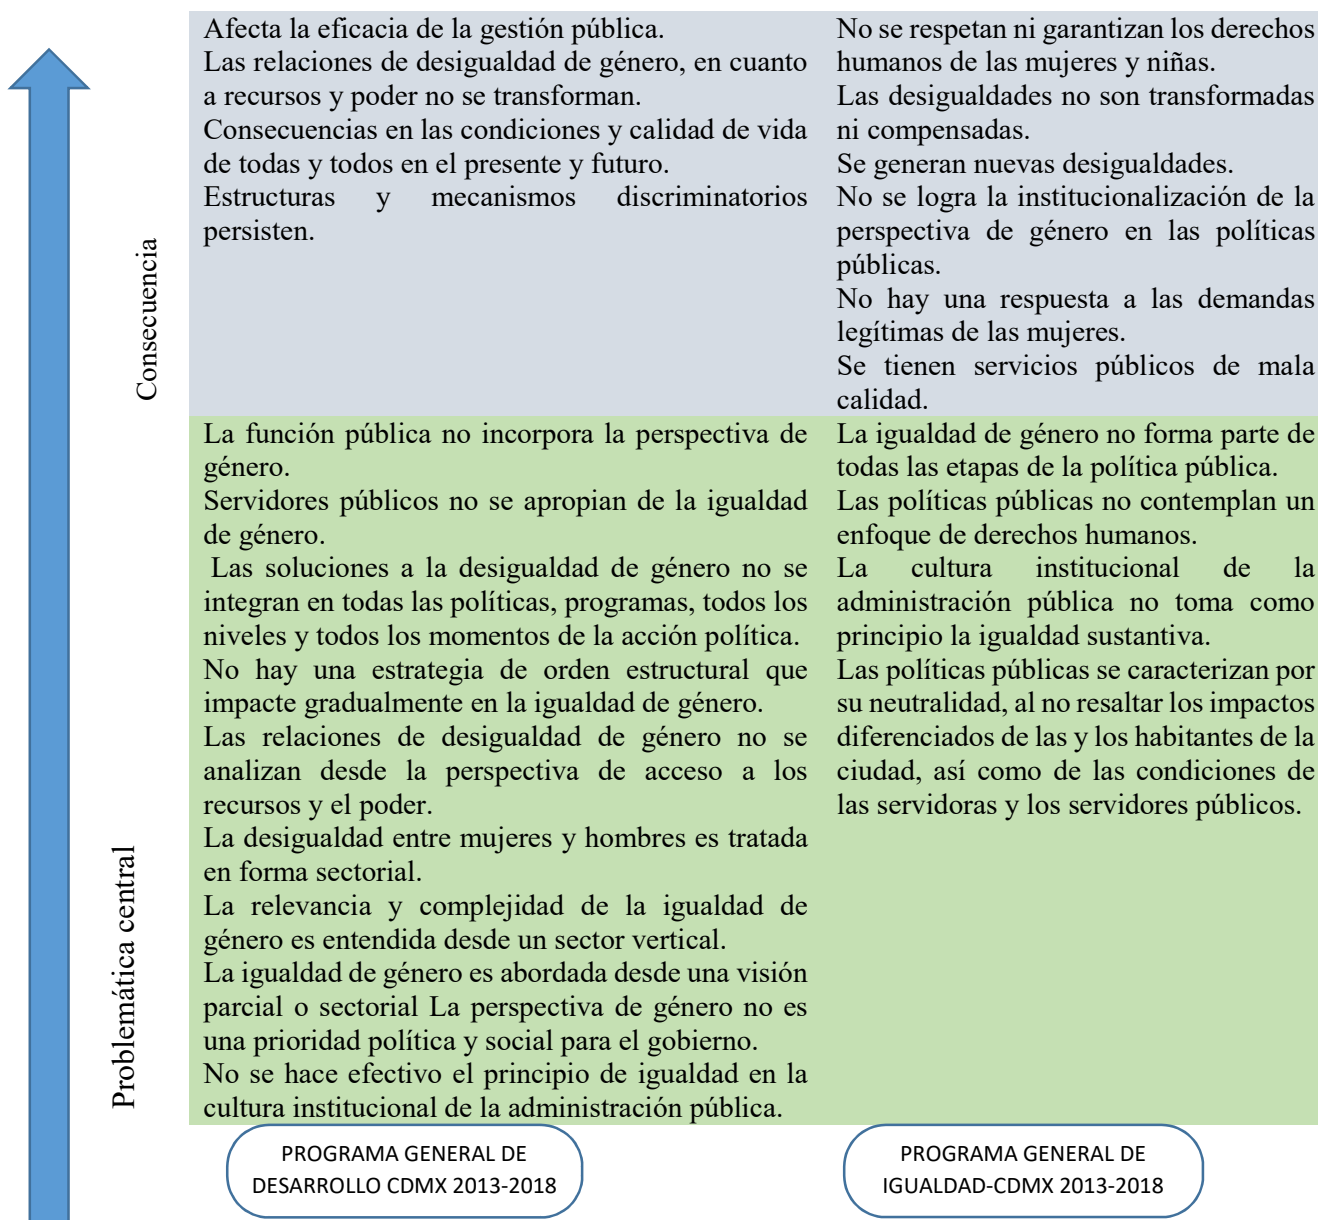 Consecuencia
Afecta la eficacia de la gestión pública.
Las relaciones de desigualdad de género, en cuanto
a recursos y poder no se transforman.
Consecuencias en las condiciones y calidad de vida
de todas y todos en el presente y futuro.
Estructuras y mecanismos discriminatorios
persisten.
No se respetan ni garantizan los derechos
humanos de las mujeres y niñas.
Las desigualdades no son transformadas
ni compensadas.
Se generan nuevas desigualdades.
No se logra la institucionalización de la
perspectiva de género en las políticas
públicas.
No hay una respuesta a las demandas
legítimas de las mujeres.
Se tienen servicios públicos de mala
calidad.
Problemática central
La función pública no incorpora la perspectiva de
género.
Servidores públicos no se apropian de la igualdad
de género.
Las soluciones a la desigualdad de género no se
integran en todas las políticas, programas, todos los
niveles y todos los momentos de la acción política.
No hay una estrategia de orden estructural que
impacte gradualmente en la igualdad de género.
Las relaciones de desigualdad de género no se
analizan desde la perspectiva de acceso a los
recursos y el poder.
La desigualdad entre mujeres y hombres es tratada
en forma sectorial.
La relevancia y complejidad de la igualdad de
género es entendida desde un sector vertical.
La igualdad de género es abordada desde una visión
parcial o sectorial La perspectiva de género no es
una prioridad política y social para el gobierno.
No se hace efectivo el principio de igualdad en la
cultura institucional de la administración pública.
La igualdad de género no forma parte de
todas las etapas de la política pública.
Las políticas públicas no contemplan un
enfoque de derechos humanos.
La cultura institucional de la
administración pública no toma como
principio la igualdad sustantiva.
Las políticas públicas se caracterizan por
su neutralidad, al no resaltar los impactos
diferenciados de las y los habitantes de la
ciudad, así como de las condiciones de
las servidoras y los servidores públicos.
PROGRAMA GENERAL DE
DESARROLLO CDMX 2013-2018
PROGRAMA GENERAL DE
IGUALDAD-CDMX 2013-2018